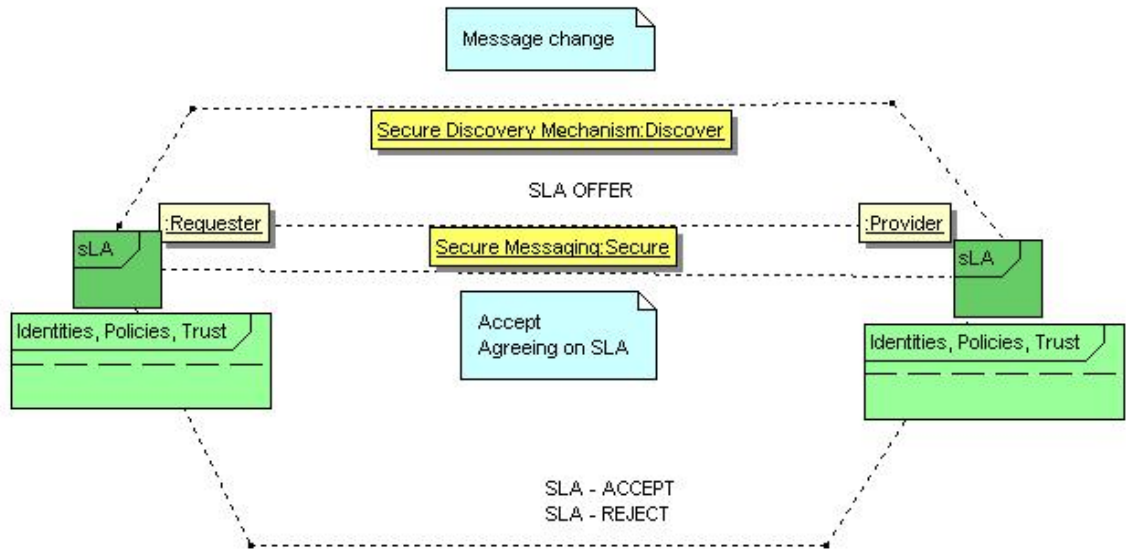 Message change
Secure Discovery Mechanism:Discover
SLA OFFER
:Requester
:Provider
sLA
Secure Messaging:Secure
sLA
Identities, Policies, Trust
Accept
Agreeing on SLA
Identities, Policies, Trust
SLA - ACCEPT
SLA - REJECT